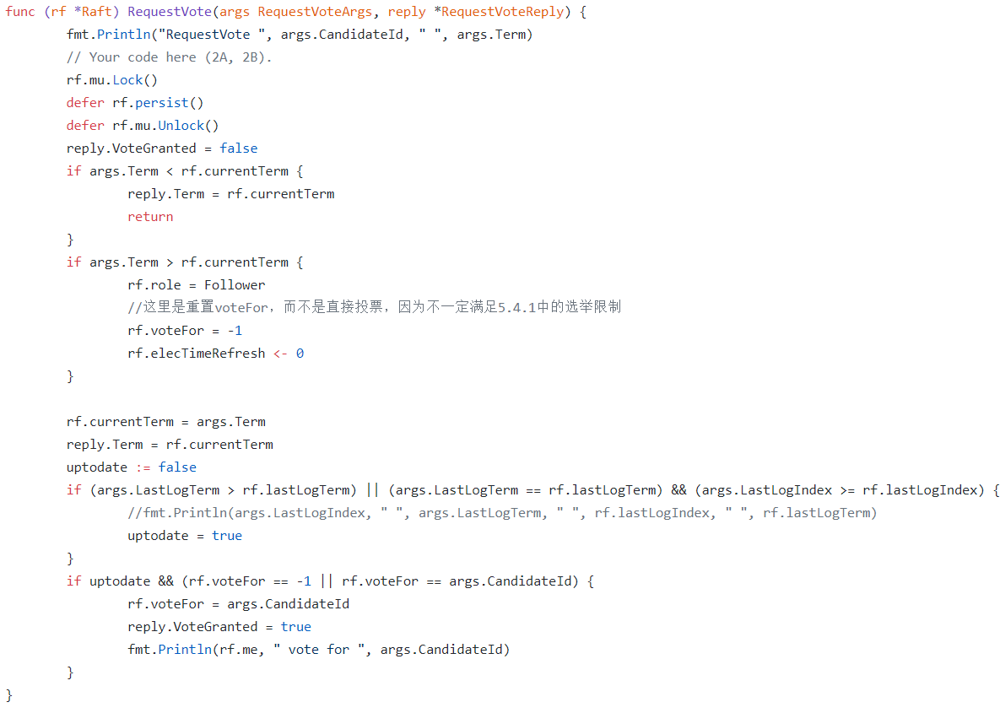 func (rf *Raft) RequestVote(args RequestVoteArgs, reply *RequestVoteReply) {
        fmt.Println("RequestVote ", args.CandidateId, " ", args.Term)
        // Your code here (2A, 2B).
        rf.mu.Lock()
        defer rf.persist()
        defer rf.mu.Unlock()
        reply.VoteGranted = false
        if args.Term < rf.currentTerm {
                reply.Term = rf.currentTerm
                return
        }
        if args.Term > rf.currentTerm {
                rf.role = Follower
                //这里是重置voteFor，而不是直接投票，因为不一定满足5.4.1中的选举限制
                rf.voteFor = -1
                rf.elecTimeRefresh <- 0
        }

        rf.currentTerm = args.Term
        reply.Term = rf.currentTerm
        uptodate := false
        if (args.LastLogTerm > rf.lastLogTerm) || (args.LastLogTerm == rf.lastLogTerm) && (args.LastLogIndex >= rf.lastLogIndex) {
                //fmt.Println(args.LastLogIndex, " ", args.LastLogTerm, " ", rf.lastLogIndex, " ", rf.lastLogTerm)
                uptodate = true
        }
        if uptodate && (rf.voteFor == -1 || rf.voteFor == args.CandidateId) {
                rf.voteFor = args.CandidateId
                reply.VoteGranted = true
                fmt.Println(rf.me, " vote for ", args.CandidateId)
        }
}